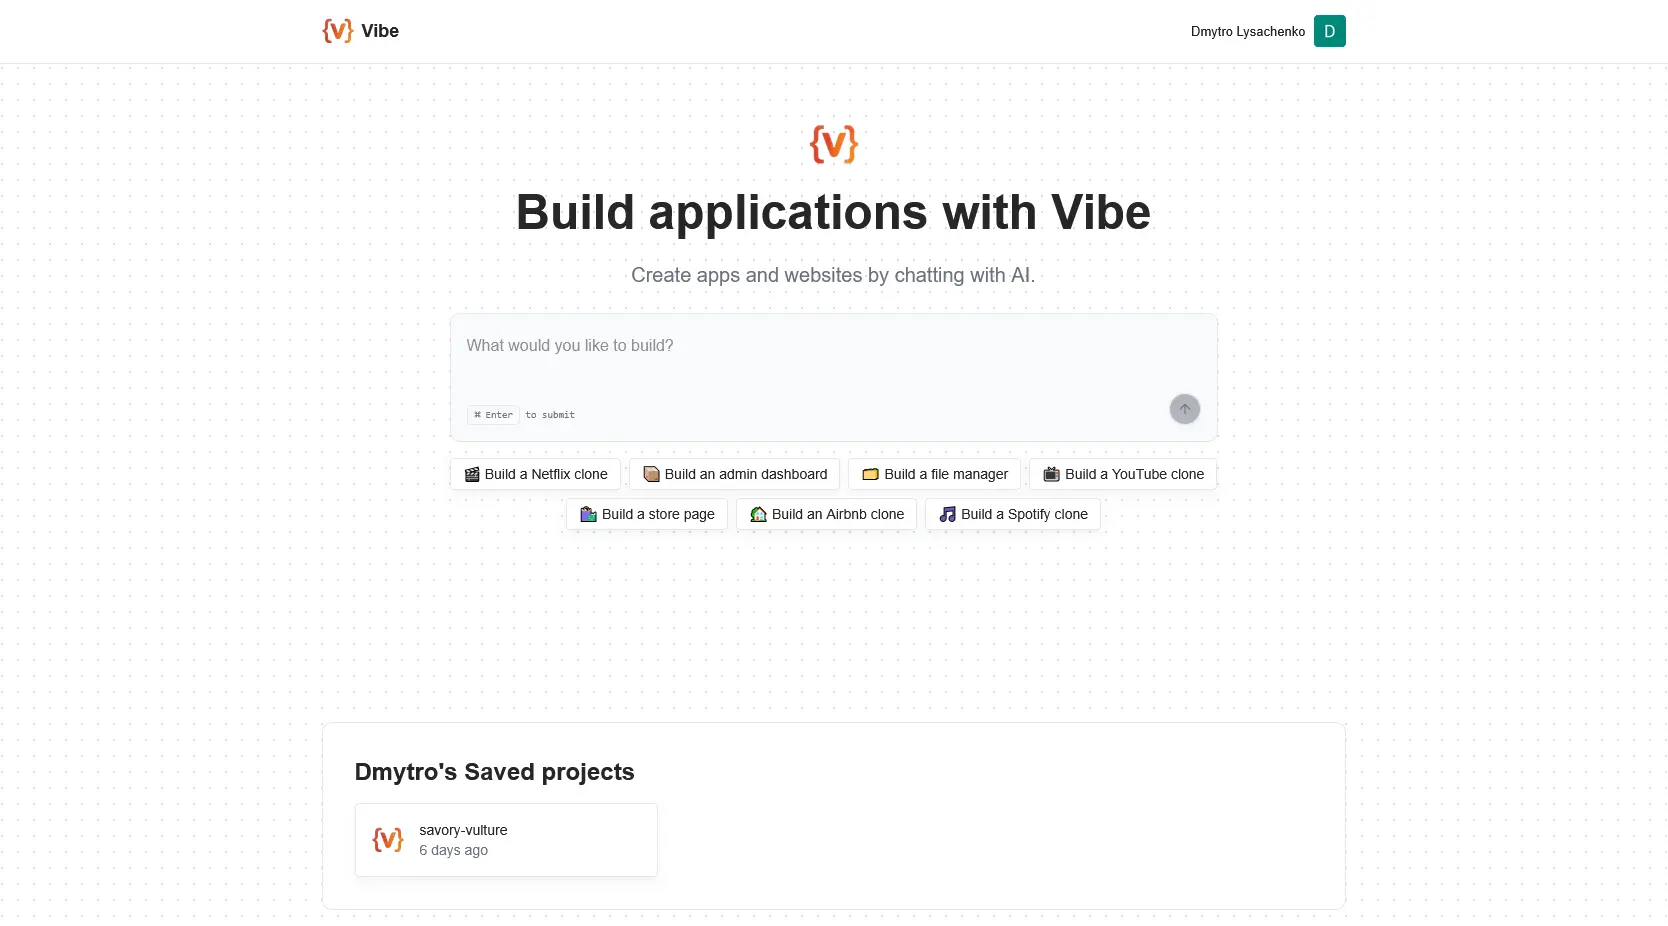 {V} Vibe
Dmytro Lysachenko D
{V}
Build applications with Vibe
Create apps and websites by chatting with AI.
What would you like to build?
⌘ Enter to submit
Build a Netflix clone
Build an admin dashboard
Build a file manager
Build a YouTube clone
Build a store page
Build an Airbnb clone
Build a Spotify clone
Dmytro's Saved projects
{V}
savory-vulture
6 days ago